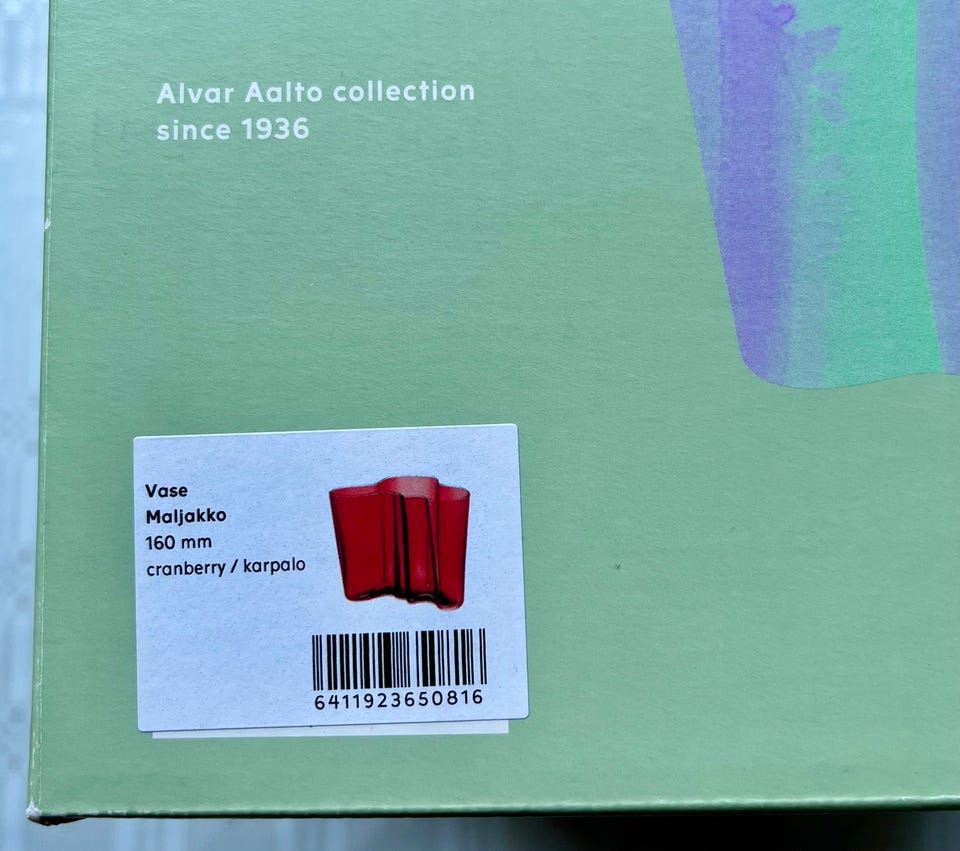 Alvar Aalto collection
since 1936
Vase
Maljakko
160 mm
cranberry / karpalo
6411923650816